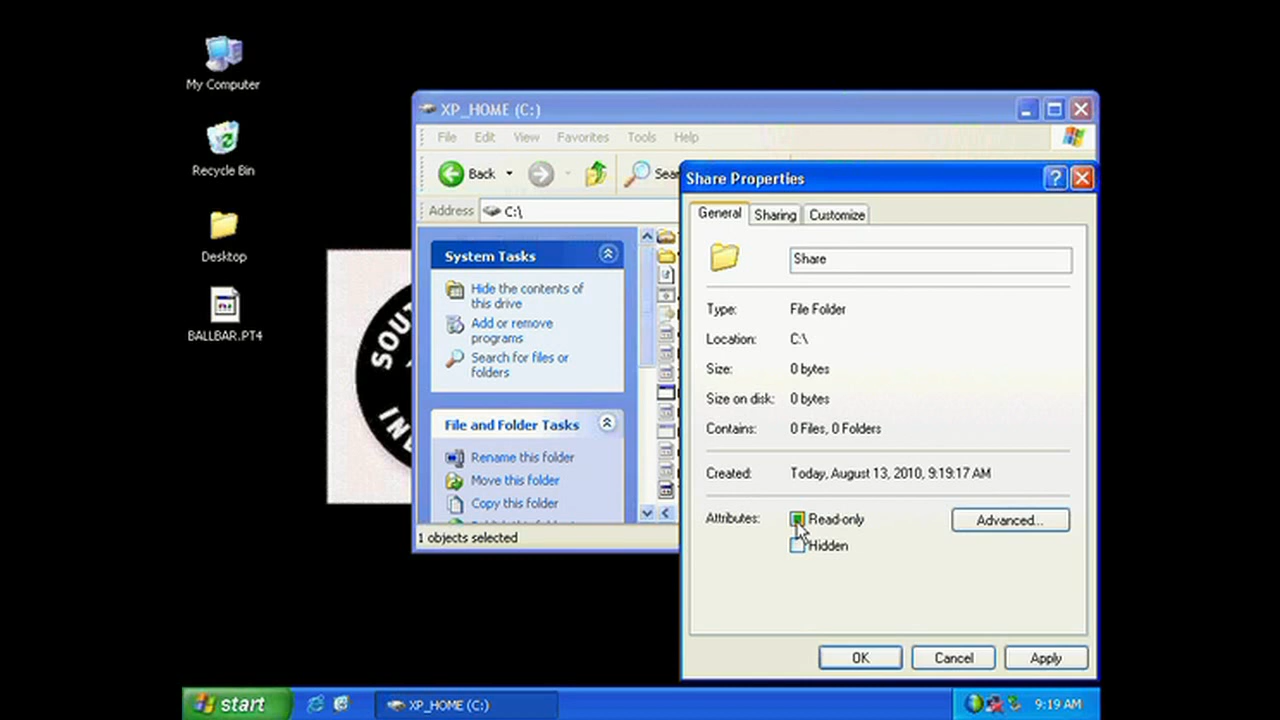 My Computer
Recycle Bin
Desktop
BALLBAR.PT4
SOUT
XP_HOME (C:)
File Edit View Favorites Tools Help
Back
Address C:\
System Tasks
Hide the contents of
this drive
Add or remove
programs
Search for files or
folders
File and Folder Tasks
Rename this folder
Move this folder
Copy this folder
1 objects selected
Share Properties
General Sharing Customize
Share
Type: File Folder
Location: C:\
Size: 0 bytes
Size on disk: 0 bytes
Contains: 0 Files, 0 Folders
Created: Today, August 13, 2010, 9:19:17 AM
Attributes: Read-only Advanced...
Hidden
OK Cancel Apply
start XP_HOME (C:) 9:19 AM